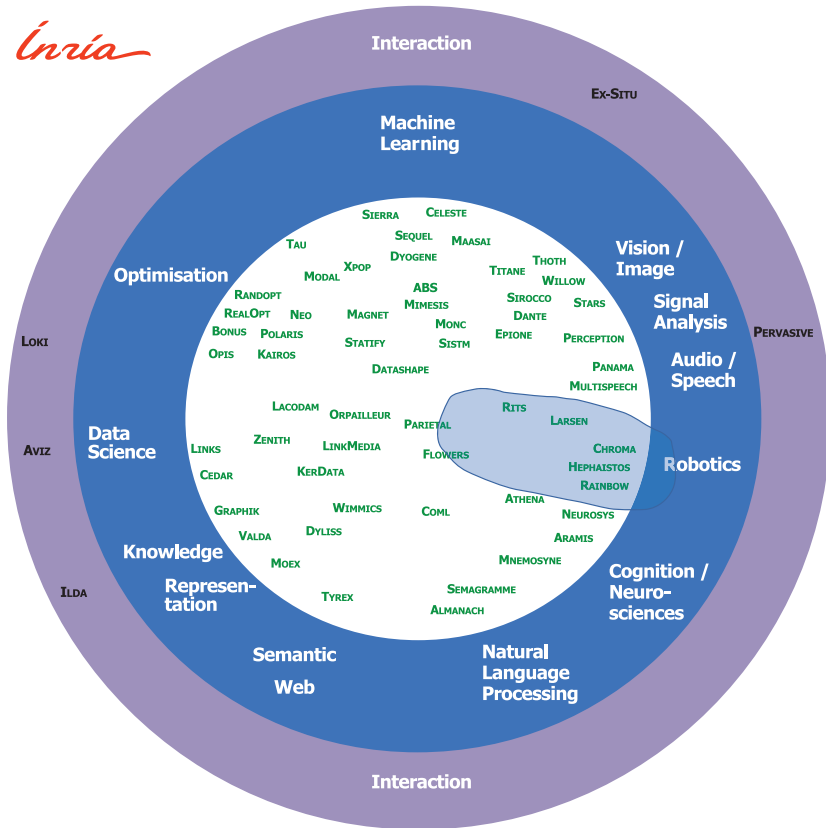 Inria
Interaction
Ex-Situ
Machine
Learning
Sierra
Celeste
Tau
Sequel
Maasai
Dyogene
Vision /
Image
Optimisation
Modal
Xpop
Titane
Thoth
Willow
ABS
Randopt
Mimesis
Sirocco
Stars
Signal
Analysis
RealOpt
Neo
Magnet
Monc
Dante
Bonus
Polaris
Statify
Sistm
Epione
Perception
Pervasive
Loki
Opis
Kairos
Datashape
Panama
Multispeech
Audio /
Speech
Lacodam
Orpailleur
Parietal
Rits
Larsen
Data
Science
Aviz
Links
Zenith
LinkMedia
Flowers
Chroma
Hephaistos
Rainbow
Robotics
Cedar
KerData
Graphik
Wimmics
Coml
Athena
Neurosys
Valda
Dyliss
Aramis
Knowledge
Represen-
tation
Moex
Mnemosyne
Cognition /
Neuro-
sciences
Ilda
Tyrex
Semagramme
Almanach
Semantic
Web
Natural
Language
Processing
Interaction